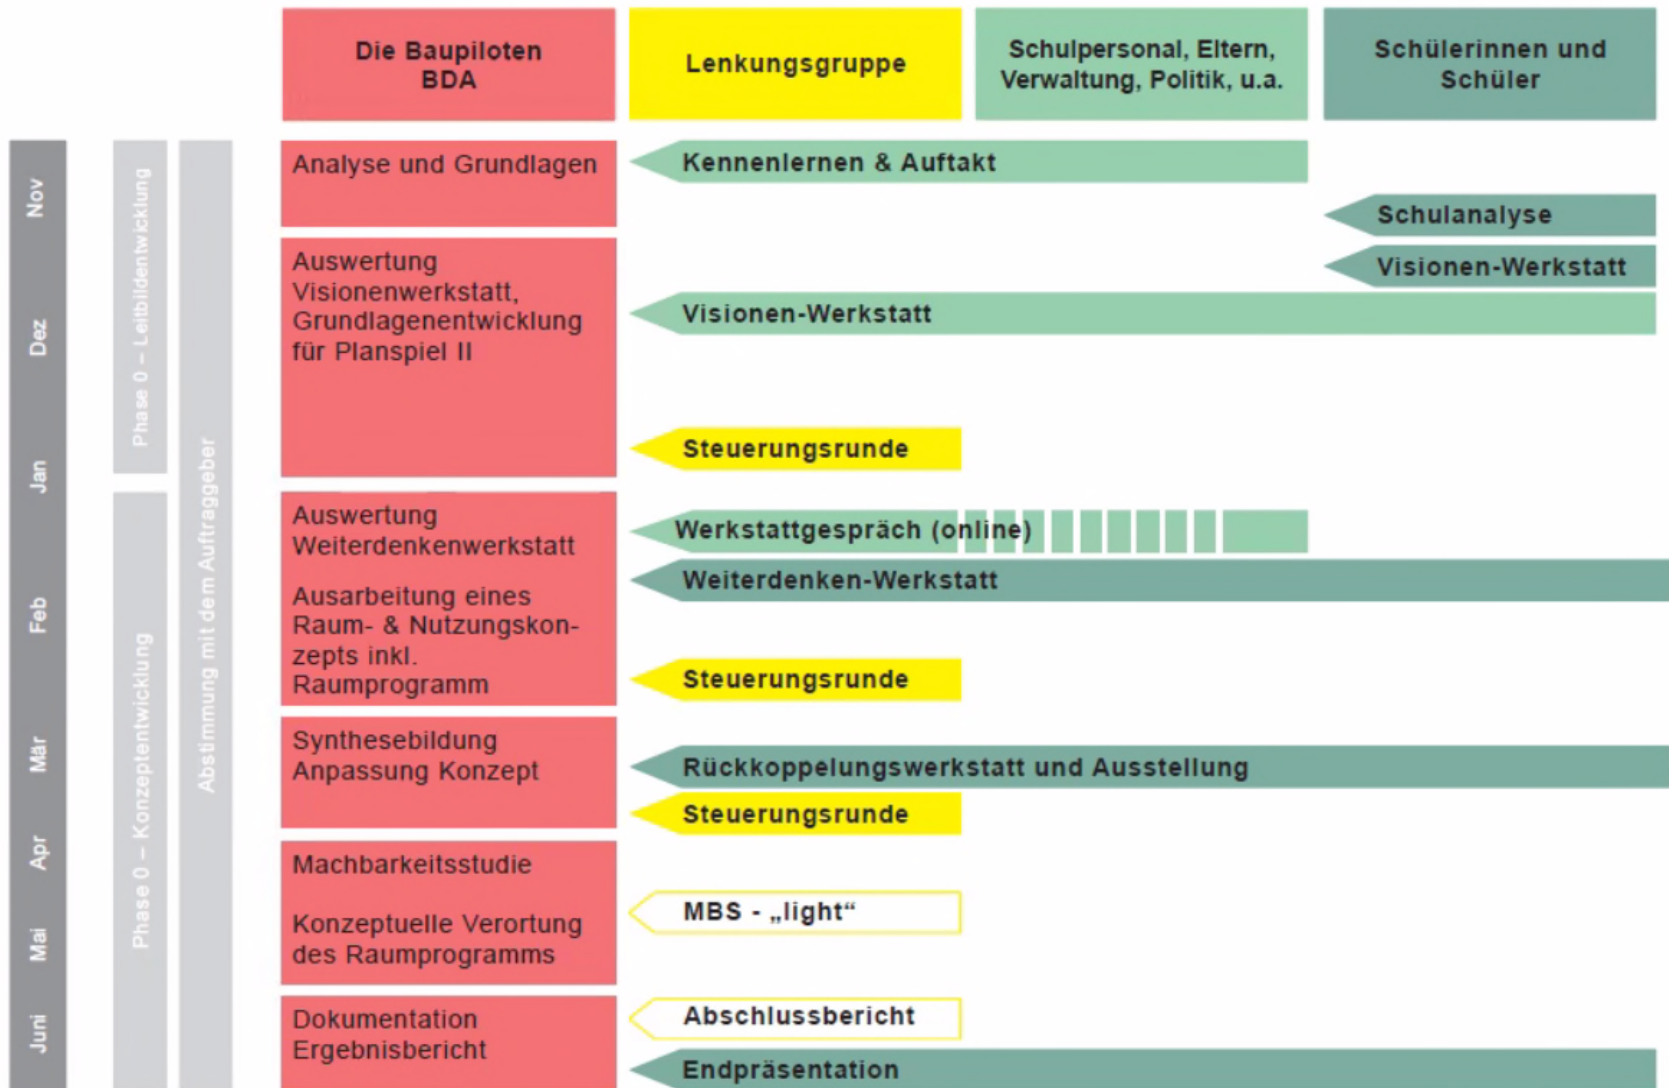 Die Baupiloten
BDA
Lenkungsgruppe
Schulpersonal, Eltern,
Verwaltung, Politik, u.a.
Schülerinnen und
Schüler
Nov
Dez
Jan
Feb
Mär
Apr
Mai
Juni
Phase 0 – Leitbildentwicklung
Phase 0 – Konzeptentwicklung
Abstimmung mit dem Auftraggeber
Analyse und Grundlagen
Kennenlernen & Auftakt
Schulanalyse
Auswertung
Visionenwerkstatt,
Grundlagenentwicklung
für Planspiel II
Visionen-Werkstatt
Visionen-Werkstatt
Steuerungsrunde
Auswertung
Weiterdenkenwerkstatt
Ausarbeitung eines
Raum- & Nutzungskon-
zepts inkl.
Raumprogramm
Werkstattgespräch (online)
Weiterdenken-Werkstatt
Steuerungsrunde
Synthesebildung
Anpassung Konzept
Rückkoppelungswerkstatt und Ausstellung
Steuerungsrunde
Machbarkeitsstudie
Konzeptuelle Verortung
des Raumprogramms
MBS - „light“
Dokumentation
Ergebnisbericht
Abschlussbericht
Endpräsentation